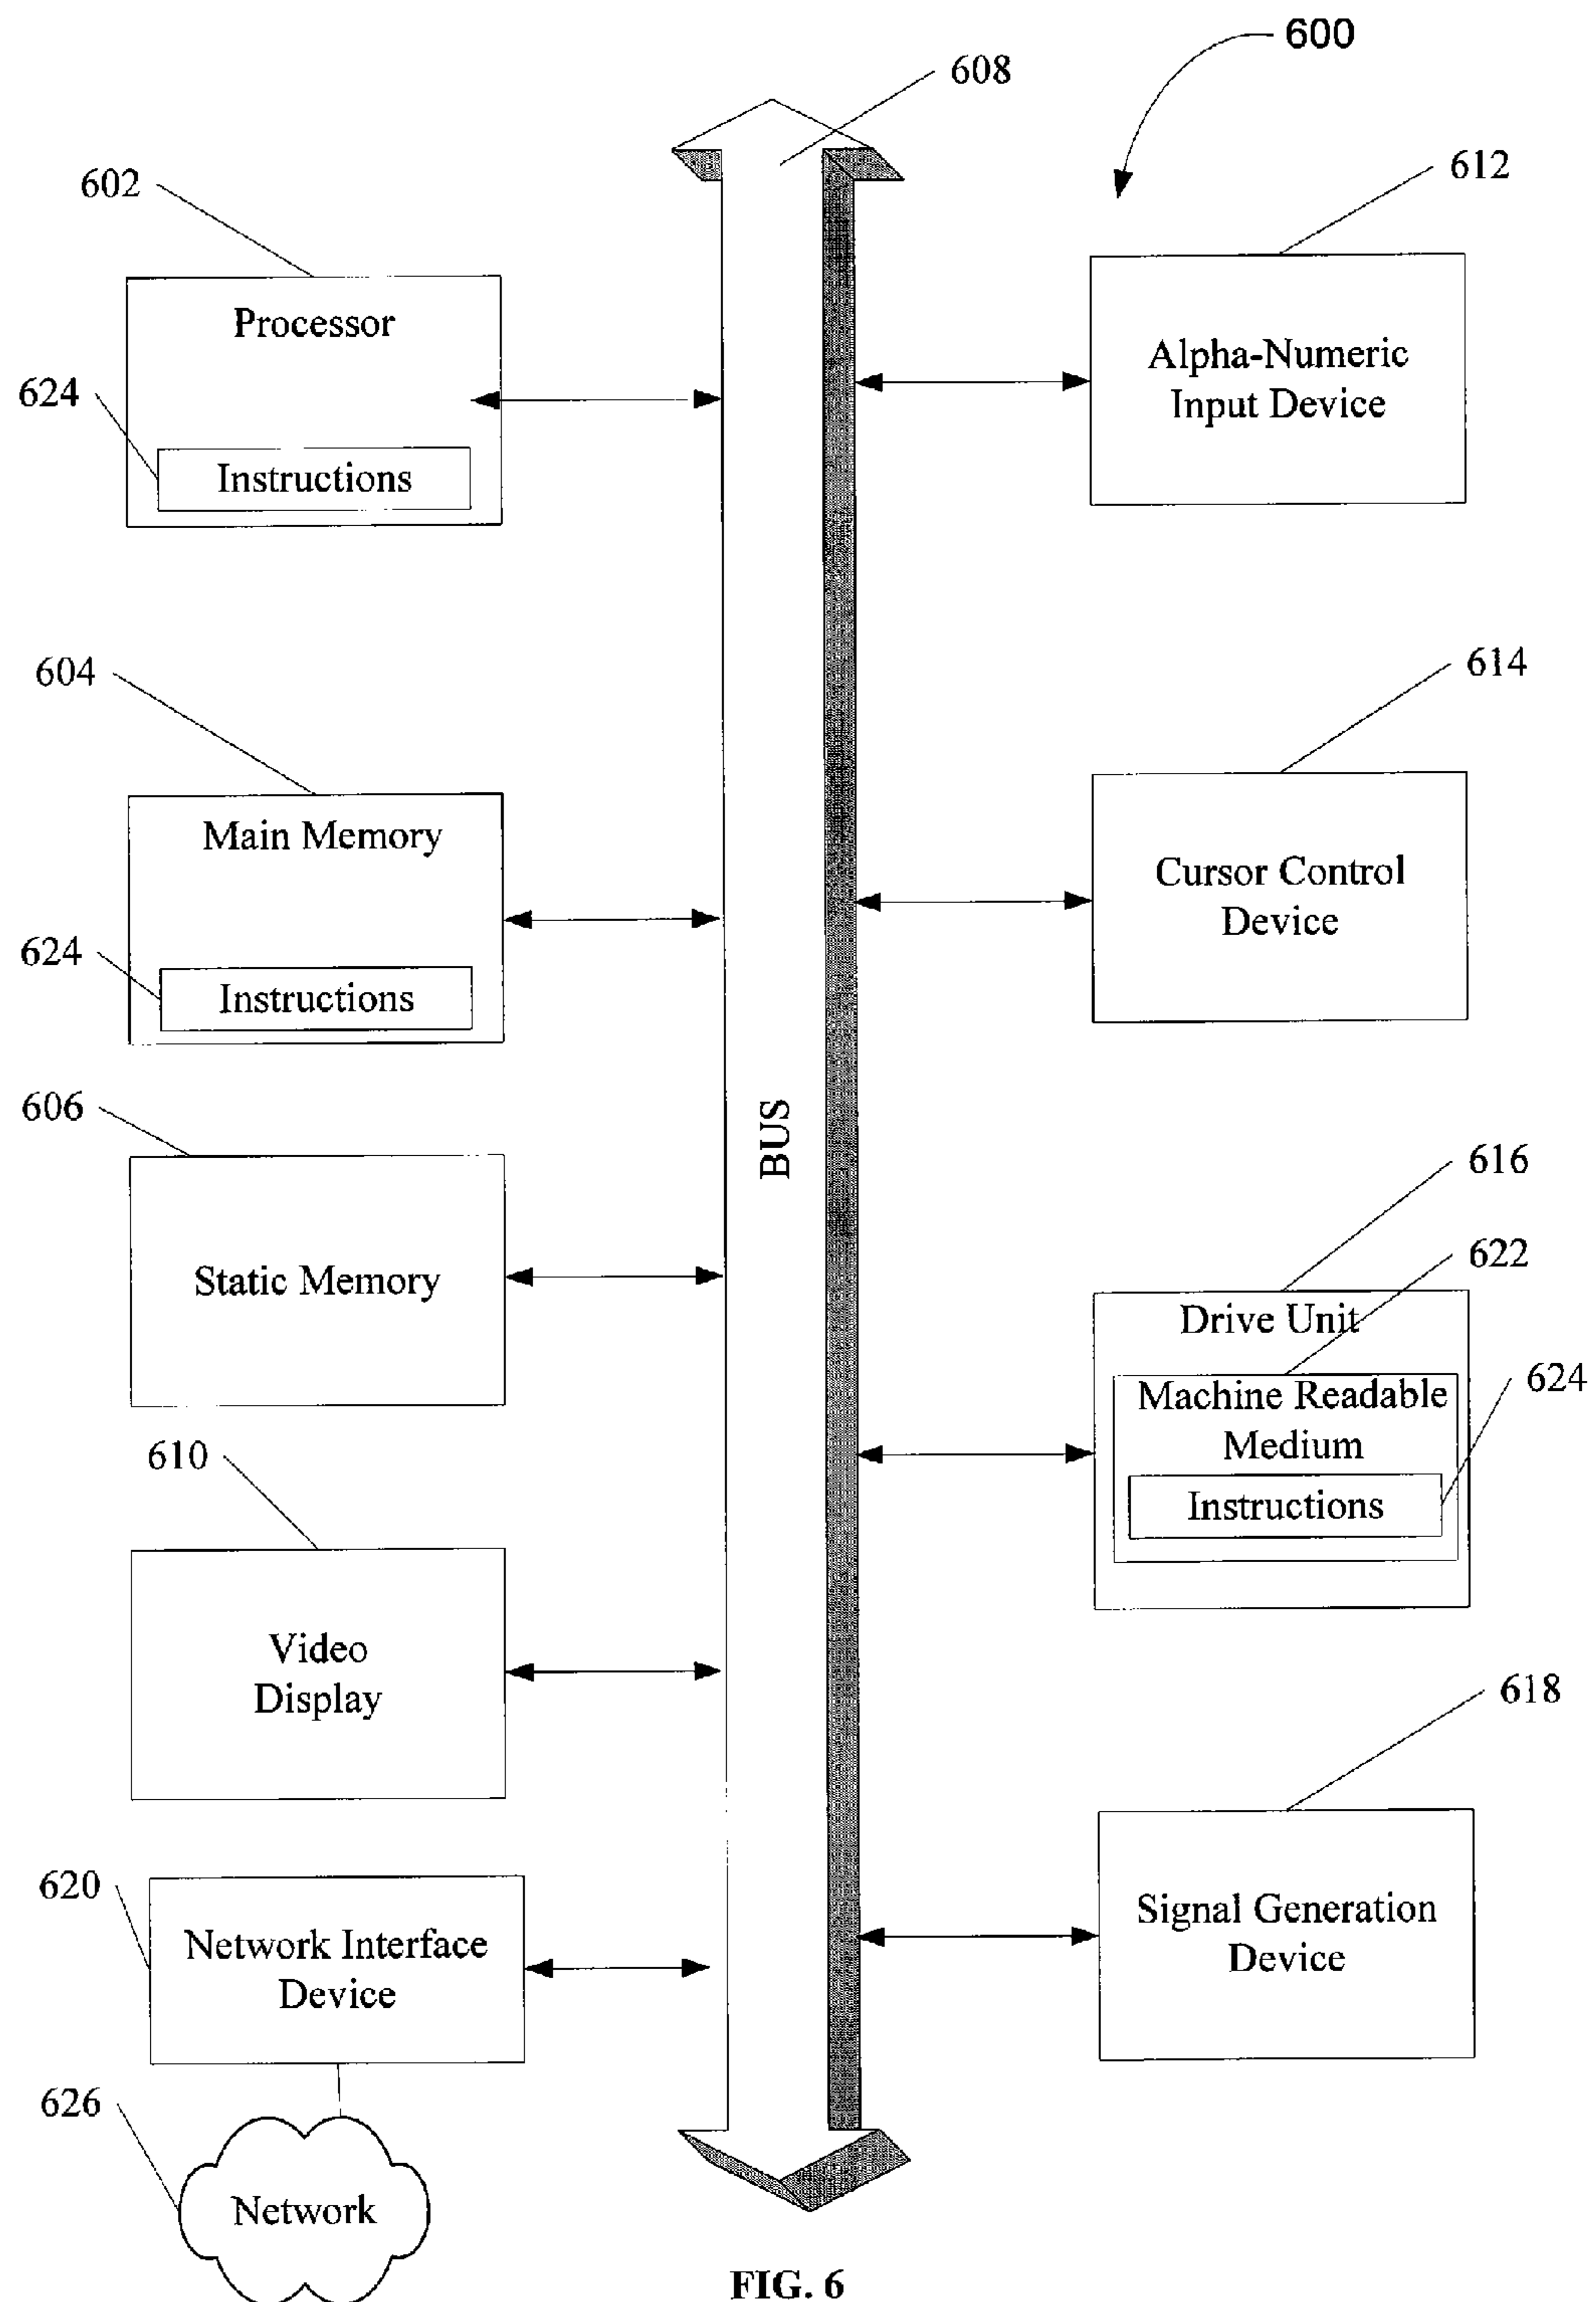 600
608
602
612
Processor
624
Instructions
Alpha-Numeric
Input Device
604
614
Main Memory
624
Instructions
Cursor Control
Device
606
BUS
616
Static Memory
622
Drive Unit
Machine Readable
Medium
624
Instructions
610
Video
Display
618
620
Network Interface
Device
Signal Generation
Device
626
Network
FIG. 6